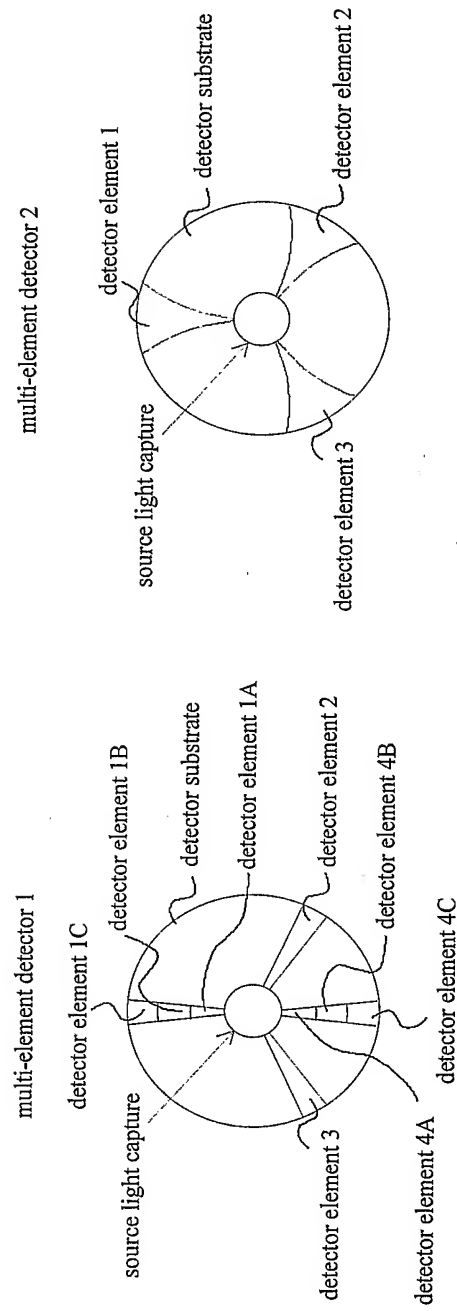 multi-element detector 1
detector element 1C
detector element 1B
detector substrate
detector element 1A
source light capture
detector element 2
detector element 3
detector element 4B
detector element 4A
detector element 4C
multi-element detector 2
detector element 1
detector substrate
source light capture
detector element 2
detector element 3